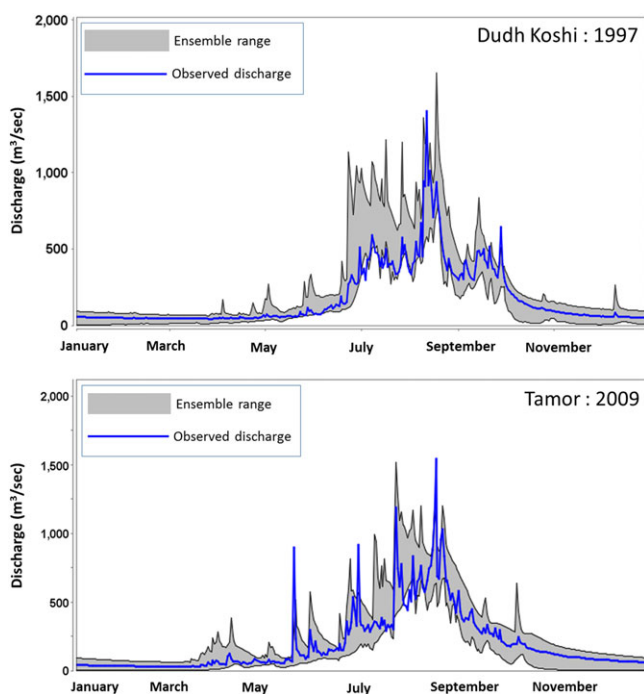 Dudh Koshi : 1997
Ensemble range
Observed discharge
Discharge (m³/sec)
2,000
1,500
1,000
500
0
January March May July September November
Tamor : 2009
Ensemble range
Observed discharge
Discharge (m³/sec)
2,000
1,500
1,000
500
0
January March May July September November